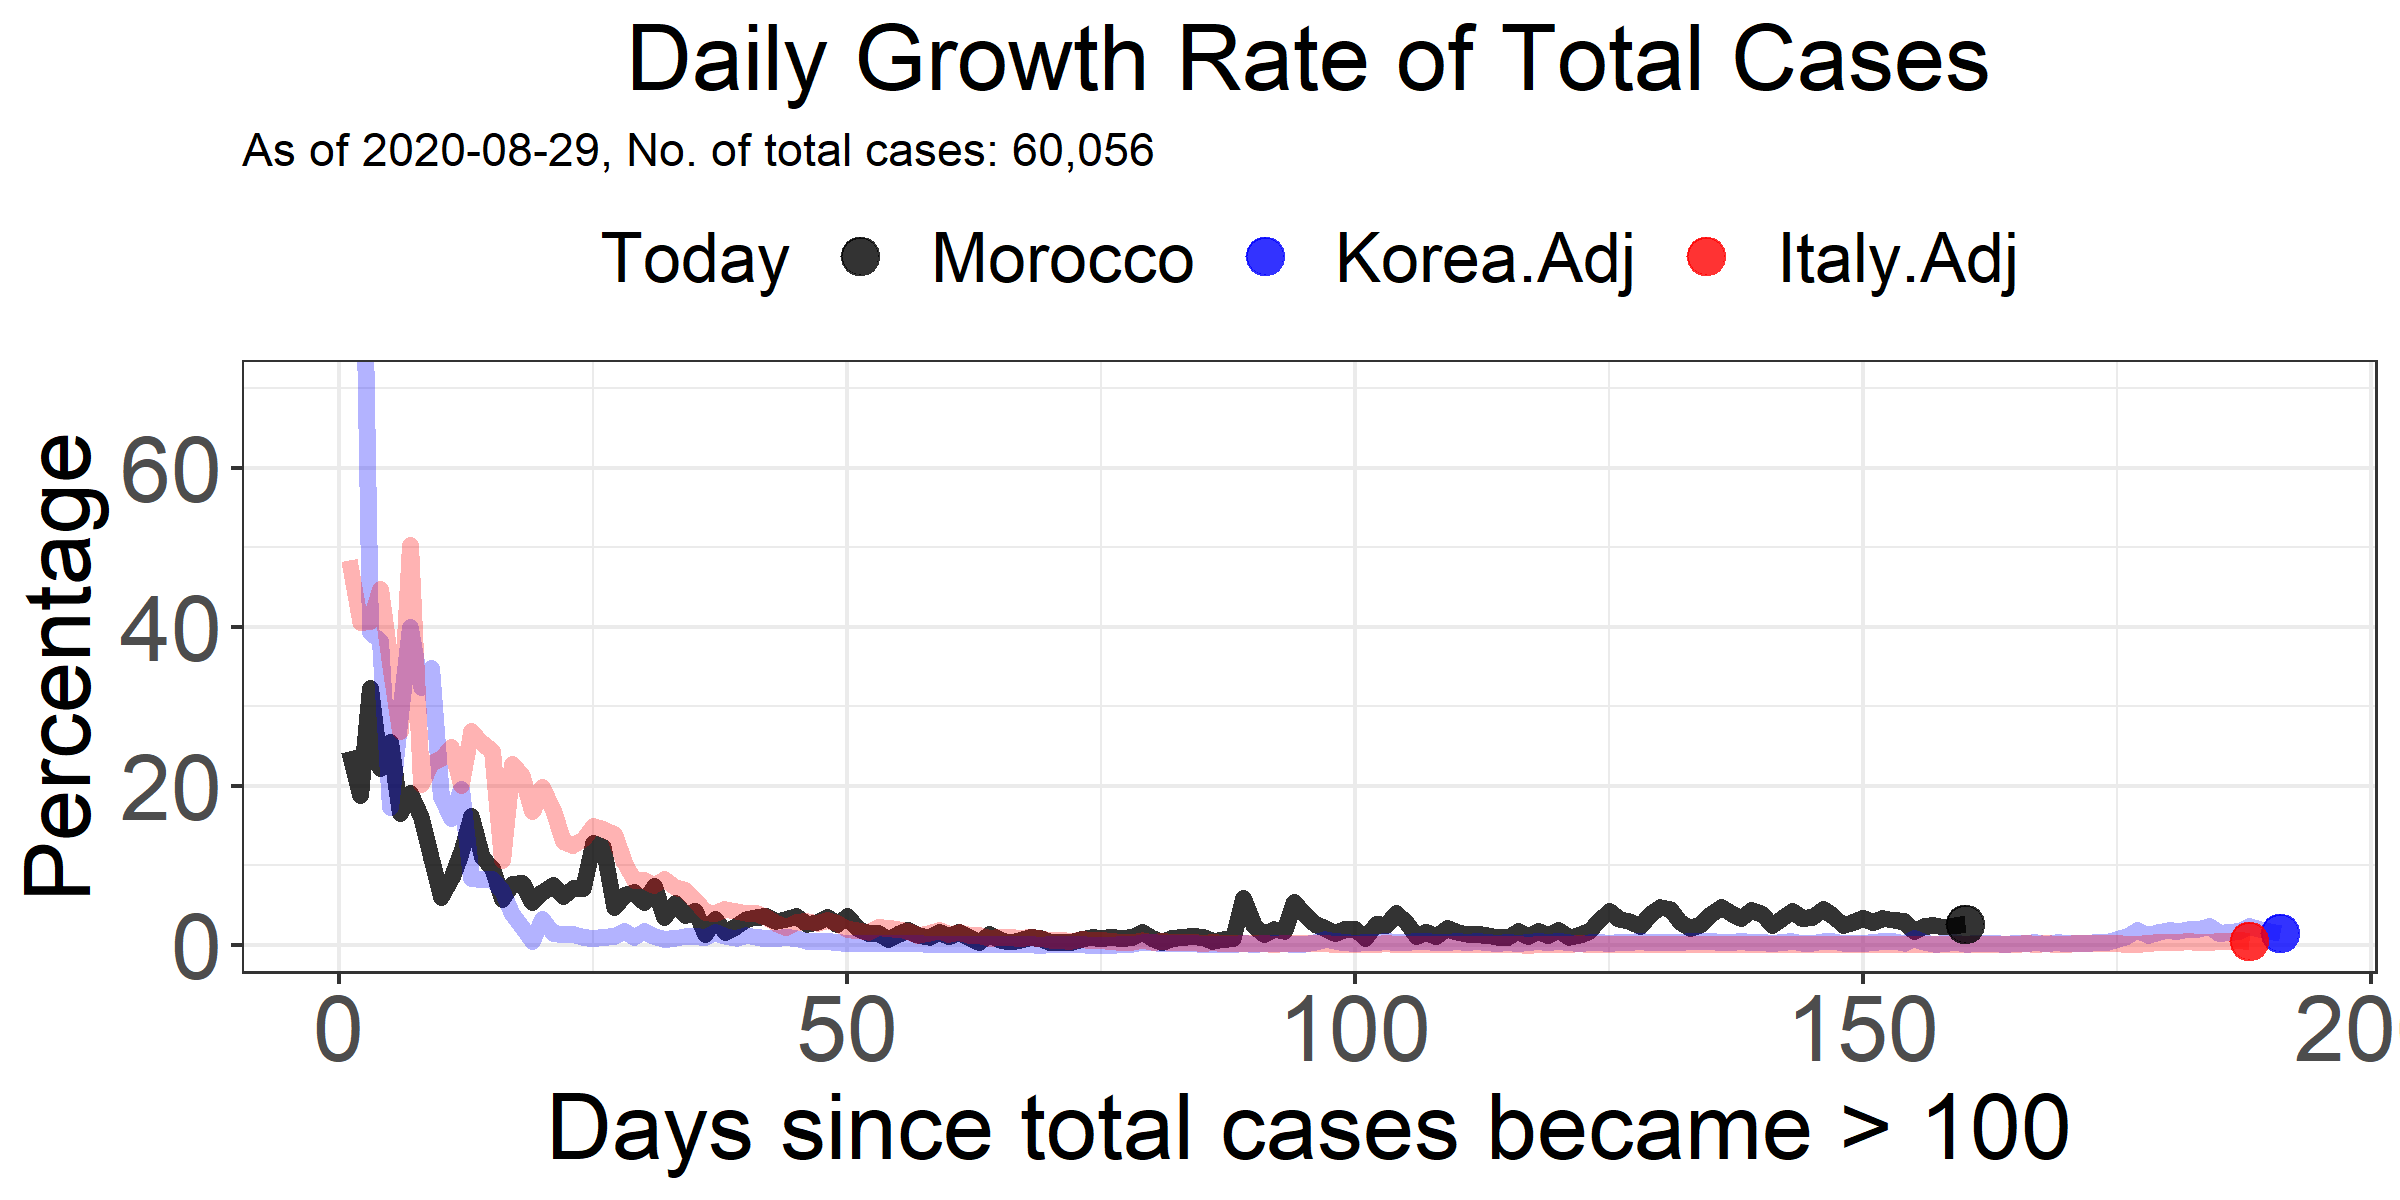 Daily Growth Rate of Total Cases
As of 2020-08-29, No. of total cases: 60,056
Today Morocco Korea.Adj Italy.Adj
Percentage
60
40
20
0
0 50 100 150 20
Days since total cases became > 100